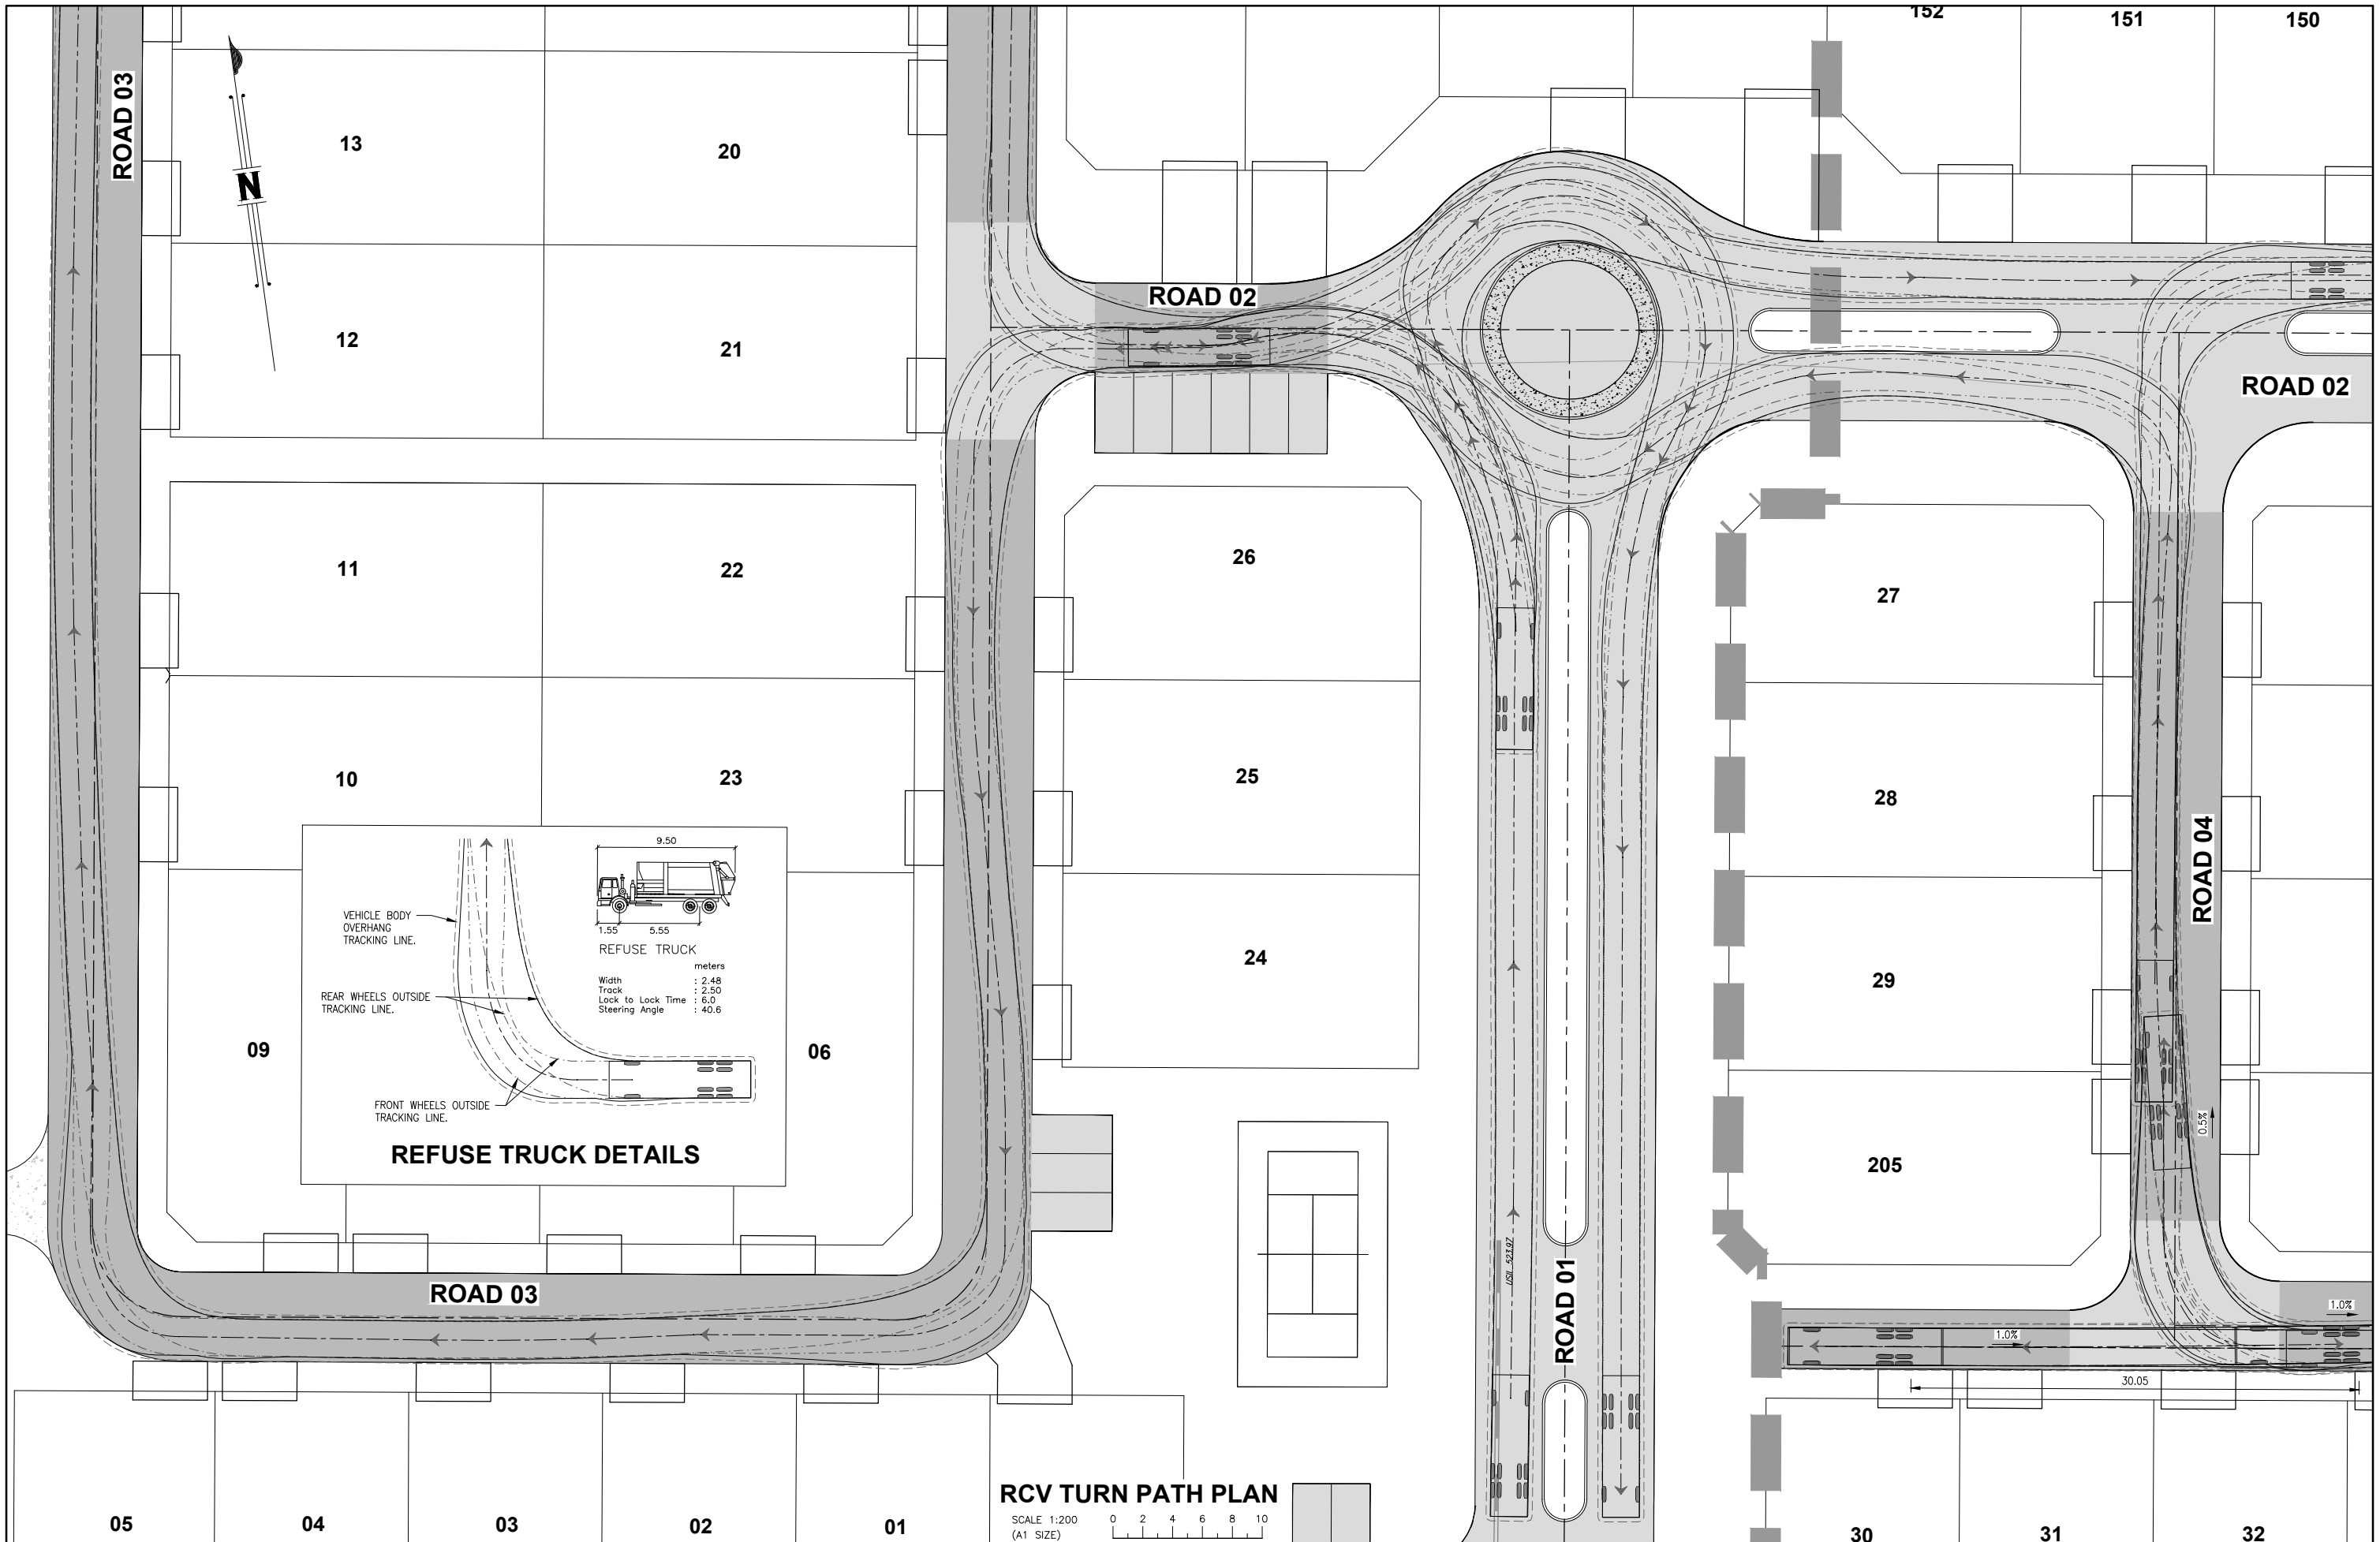 152
151
150
ROAD 03
13
20
N
ROAD 02
12
21
ROAD 02
11
22
26
27
10
23
25
28
ROAD 04
9.50
1.55
5.55
REFUSE TRUCK
meters
Width : 2.48
Track : 2.50
Lock to Lock Time : 6.0
Steering Angle : 40.6
VEHICLE BODY
OVERHANG
TRACKING LINE.
REAR WHEELS OUTSIDE
TRACKING LINE.
FRONT WHEELS OUTSIDE
TRACKING LINE.
REFUSE TRUCK DETAILS
09
06
24
29
205
0.5%
ROAD 03
USIL 523.97
ROAD 01
1.0%
1.0%
30.05
RCV TURN PATH PLAN
SCALE 1:200
(A1 SIZE)
0 2 4 6 8 10
05
04
03
02
01
30
31
32